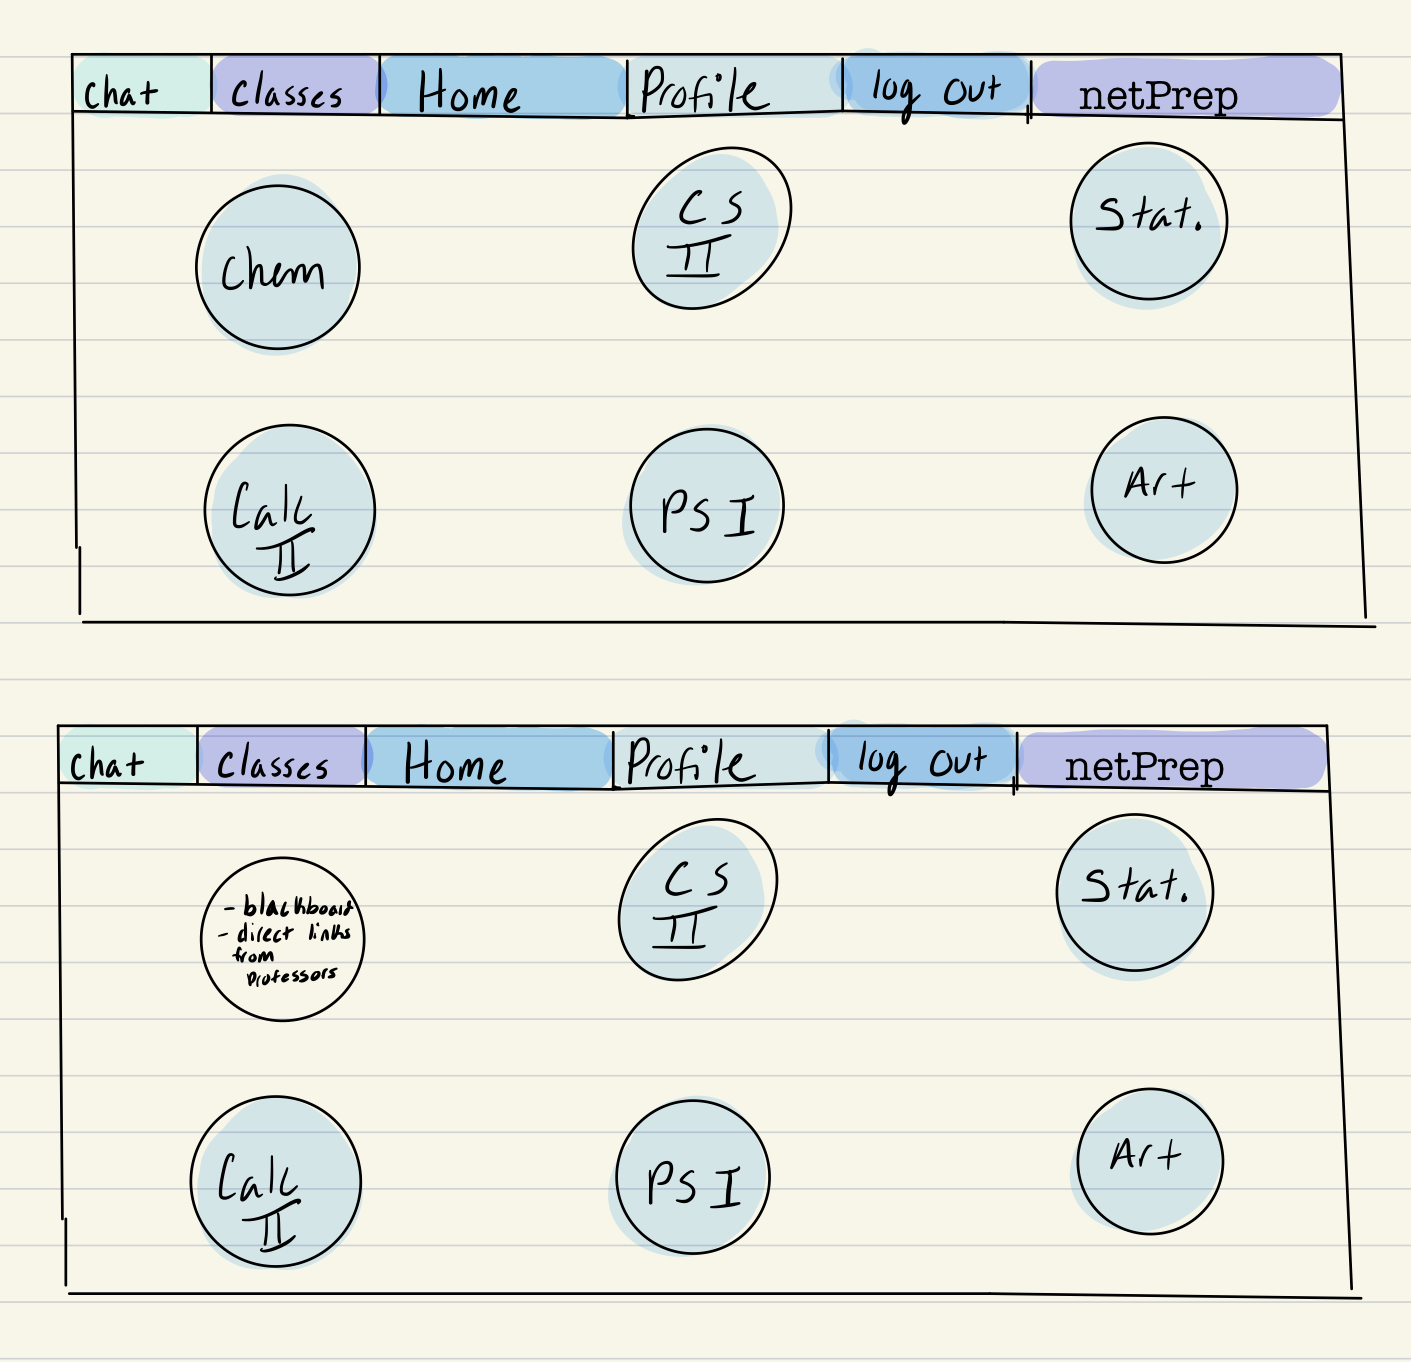 chat classes Home Profile log out netPrep
Chem
CS
II
Stat.
Calc
II
PS I
Art
chat classes Home Profile log out netPrep
- blackboard
- direct links
from
professors
CS
II
Stat.
Calc
II
PS I
Art